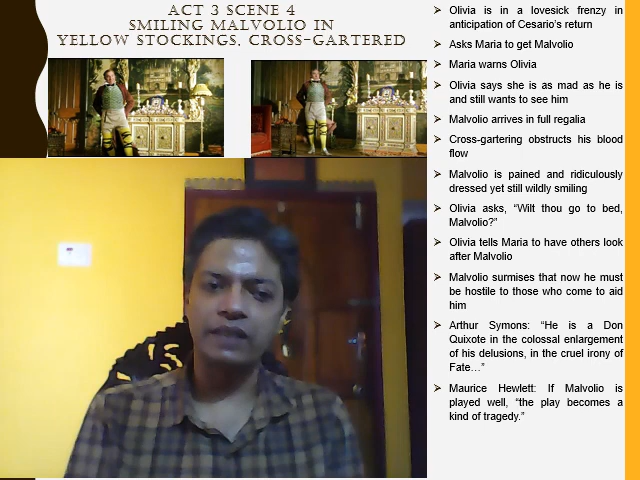 ACT 3 SCENE 4
SMILING MALVOLIO IN
YELLOW STOCKINGS, CROSS-GARTERED
➢ Olivia is in a lovesick frenzy in
anticipation of Cesario's return
➢ Asks Maria to get Malvolio
➢ Maria warns Olivia
➢ Olivia says she is as mad as he is
and still wants to see him
➢ Malvolio arrives in full regalia
➢ Cross-gartering obstructs his blood
flow
➢ Malvolio is pained and ridiculously
dressed yet still wildly smiling
➢ Olivia asks, “Wilt thou go to bed,
Malvolio?”
➢ Olivia tells Maria to have others look
after Malvolio
➢ Malvolio surmises that now he must
be hostile to those who come to aid
him
➢ Arthur Symons: “He is a Don
Quixote in the colossal enlargement
of his delusions, in the cruel irony of
Fate…”
➢ Maurice Hewlett: If Malvolio is
played well, “the play becomes a
kind of tragedy.”